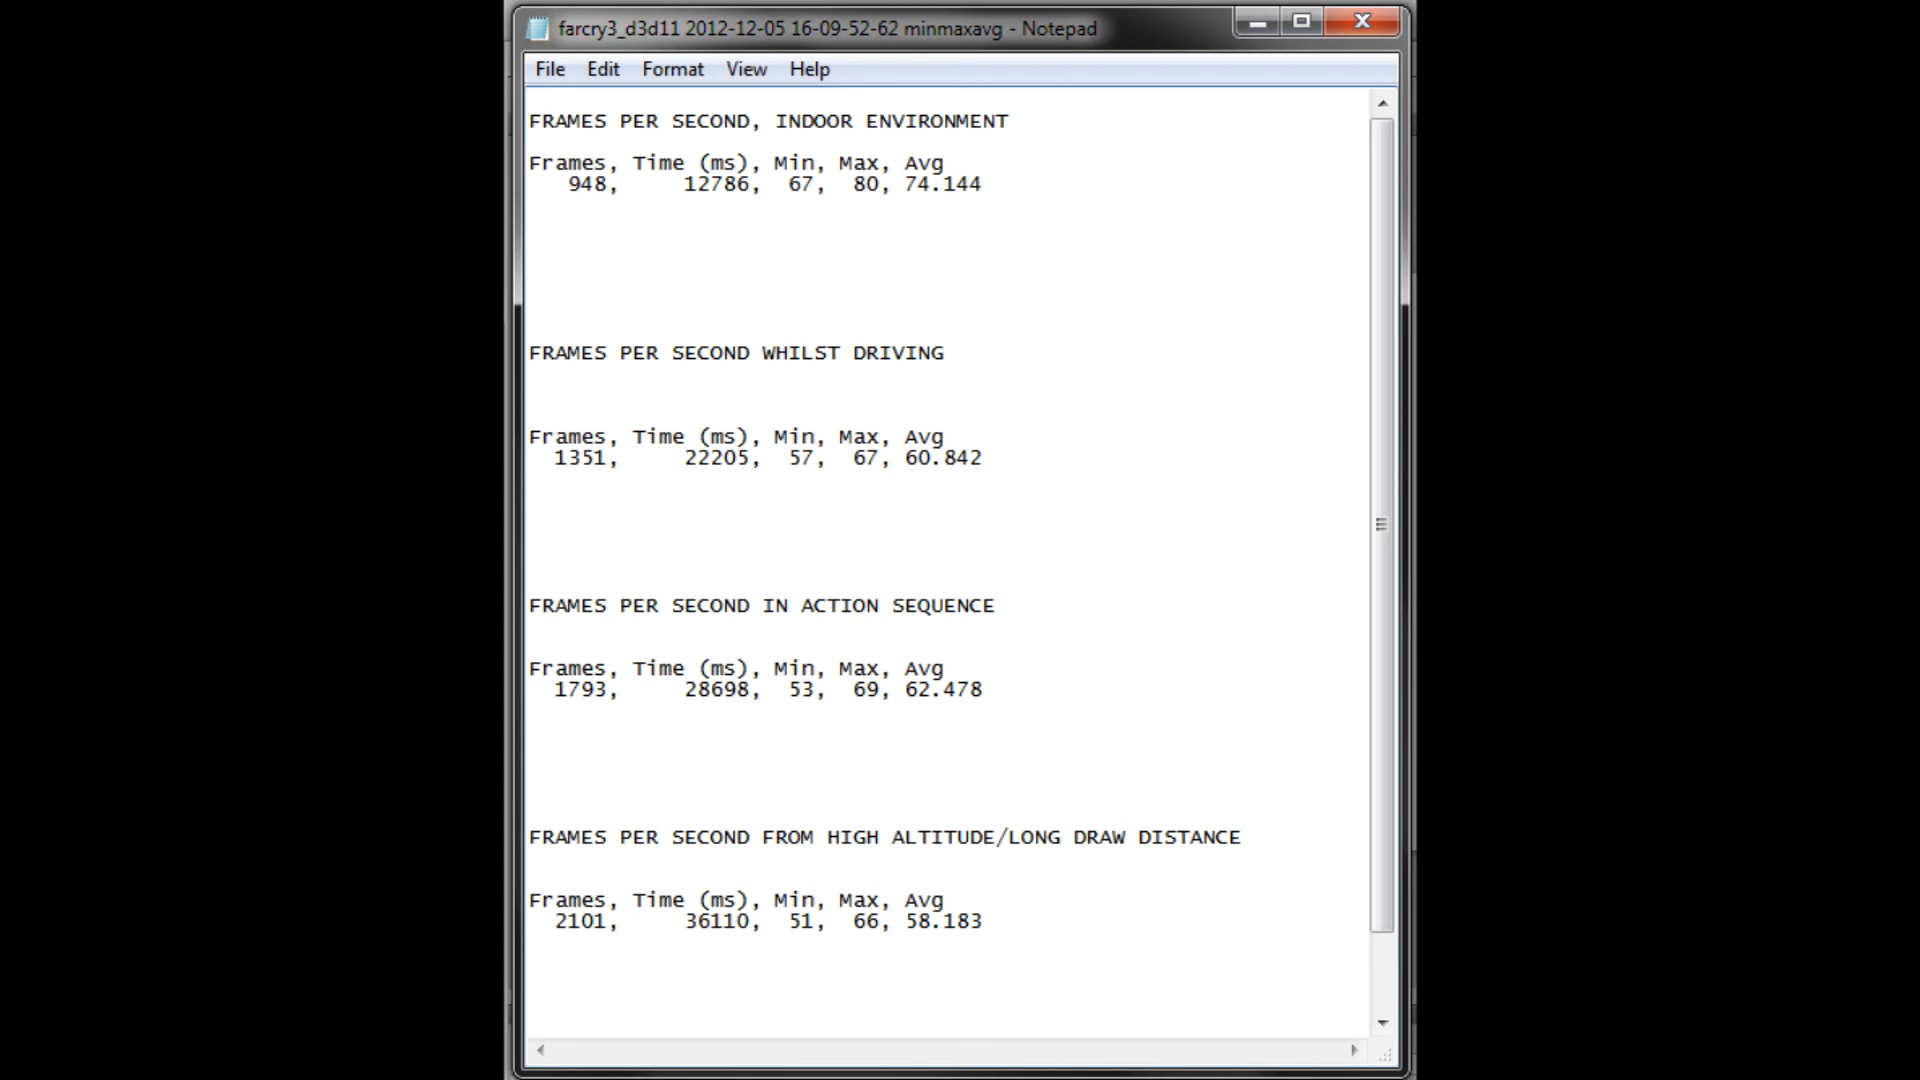 farcry3_d3d11 2012-12-05 16-09-52-62 minmaxavg - Notepad
File Edit Format View Help
FRAMES PER SECOND, INDOOR ENVIRONMENT
Frames, Time (ms), Min, Max, Avg
948, 12786, 67, 80, 74.144
FRAMES PER SECOND WHILST DRIVING
Frames, Time (ms), Min, Max, Avg
1351, 22205, 57, 67, 60.842
FRAMES PER SECOND IN ACTION SEQUENCE
Frames, Time (ms), Min, Max, Avg
1793, 28698, 53, 69, 62.478
FRAMES PER SECOND FROM HIGH ALTITUDE/LONG DRAW DISTANCE
Frames, Time (ms), Min, Max, Avg
2101, 36110, 51, 66, 58.183